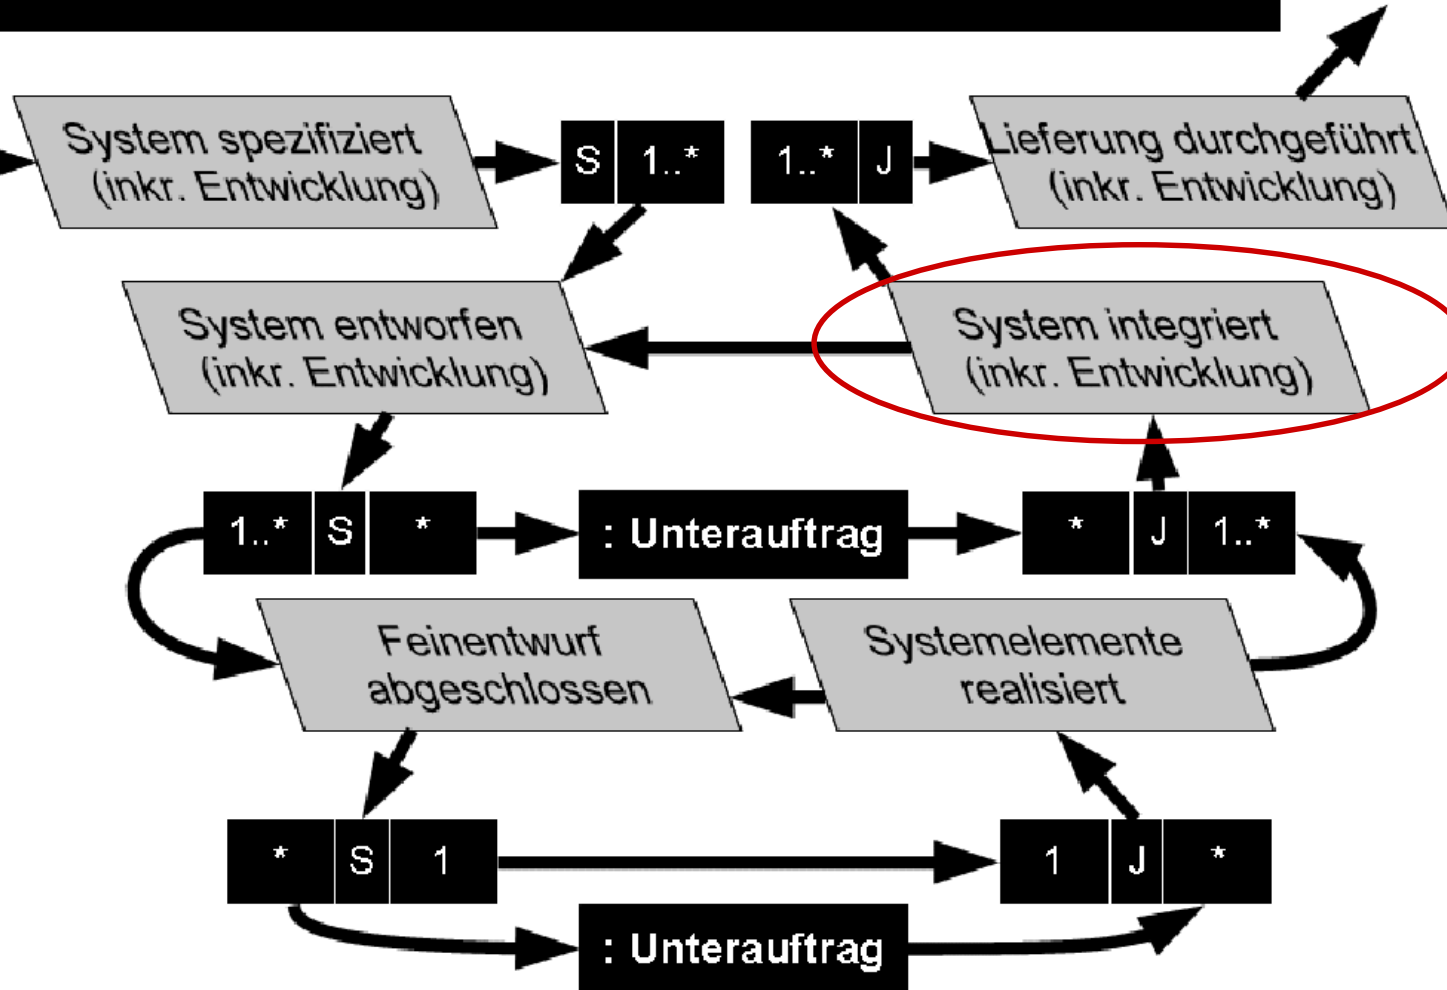 System spezifiziert
(inkr. Entwicklung)
S 1..*
1..* J
Lieferung durchgeführt
(inkr. Entwicklung)
System entworfen
(inkr. Entwicklung)
System integriert
(inkr. Entwicklung)
1..* S *
: Unterauftrag
* J 1..*
Feinentwurf
abgeschlossen
Systemelemente
realisiert
* S 1
1 J *
: Unterauftrag